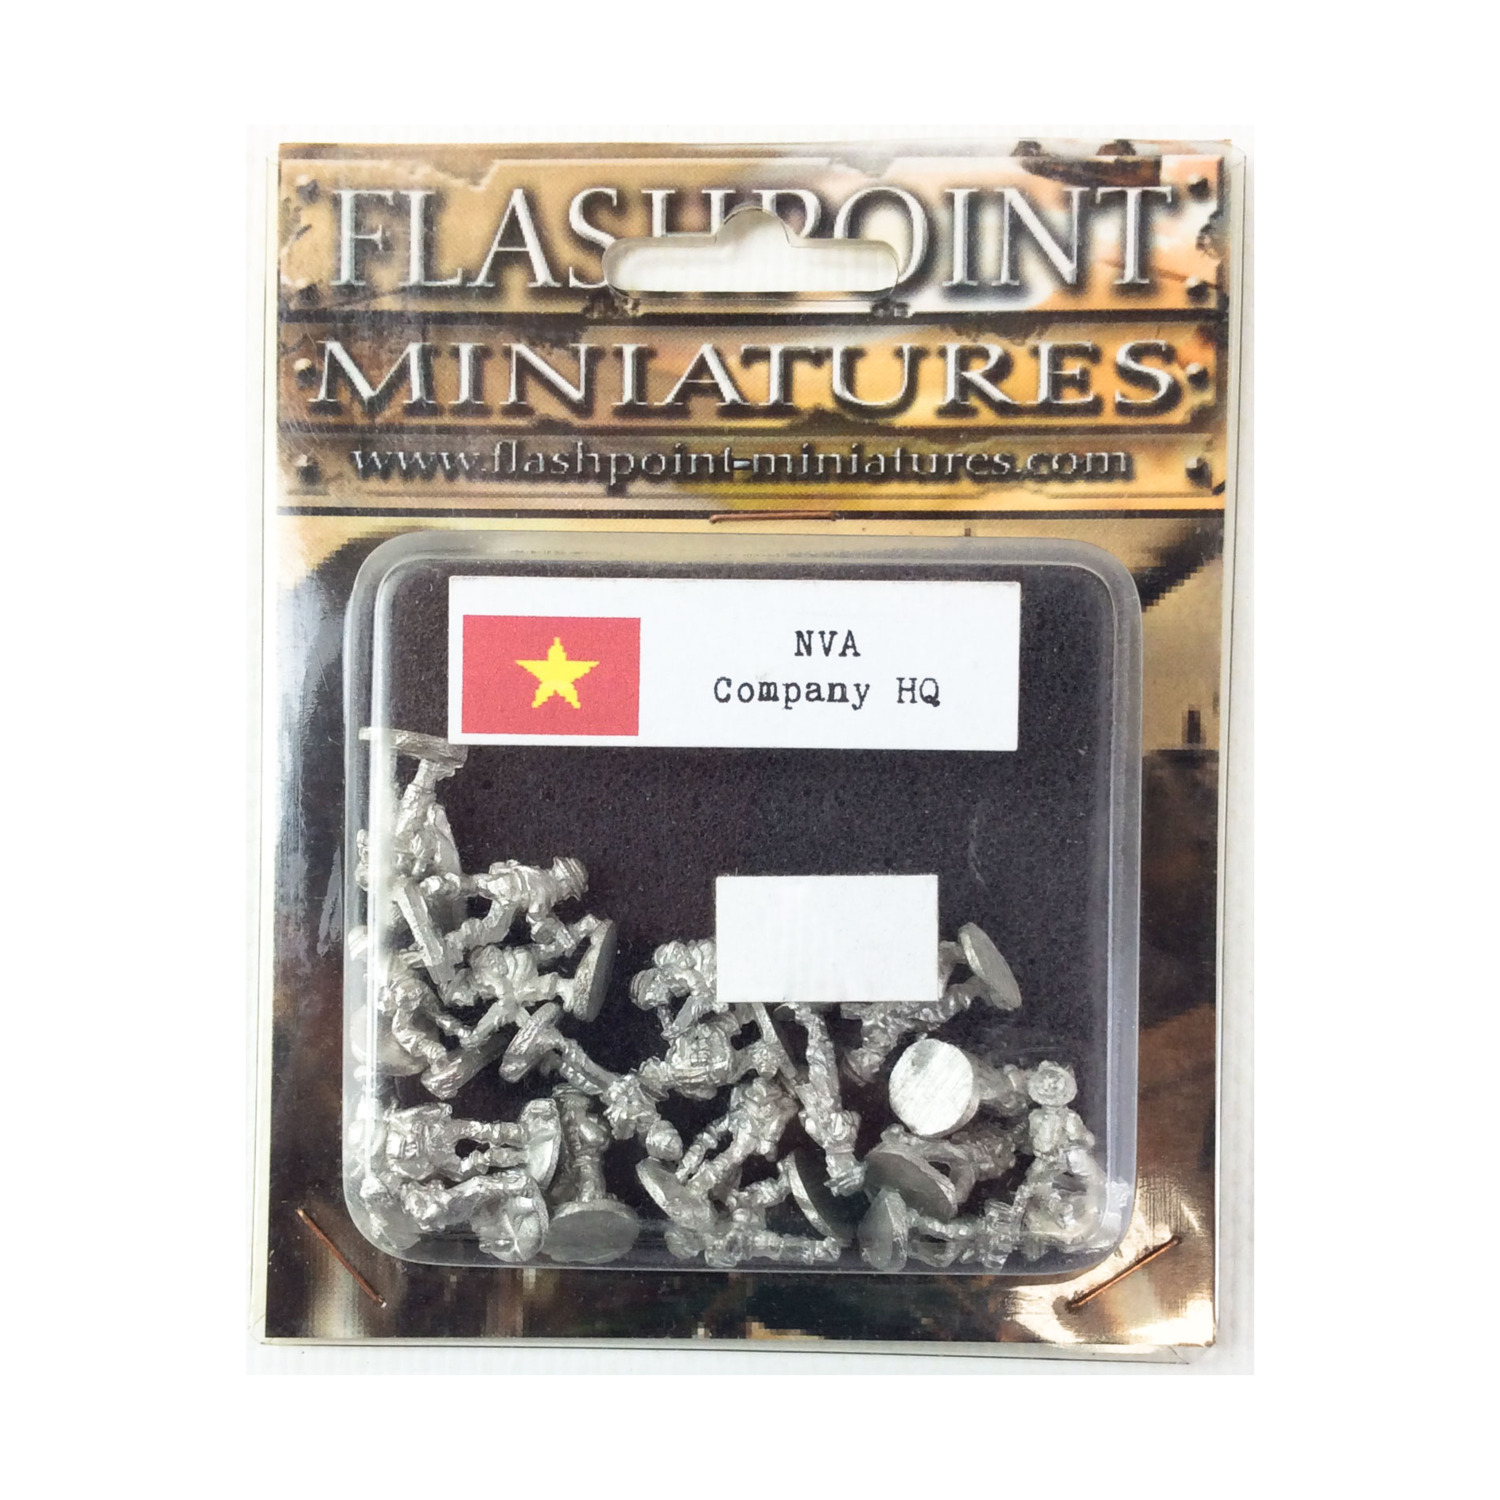 FLASHPOINT
MINIATURES
www.flashpoint-miniatures.com
NVA
Company HQ